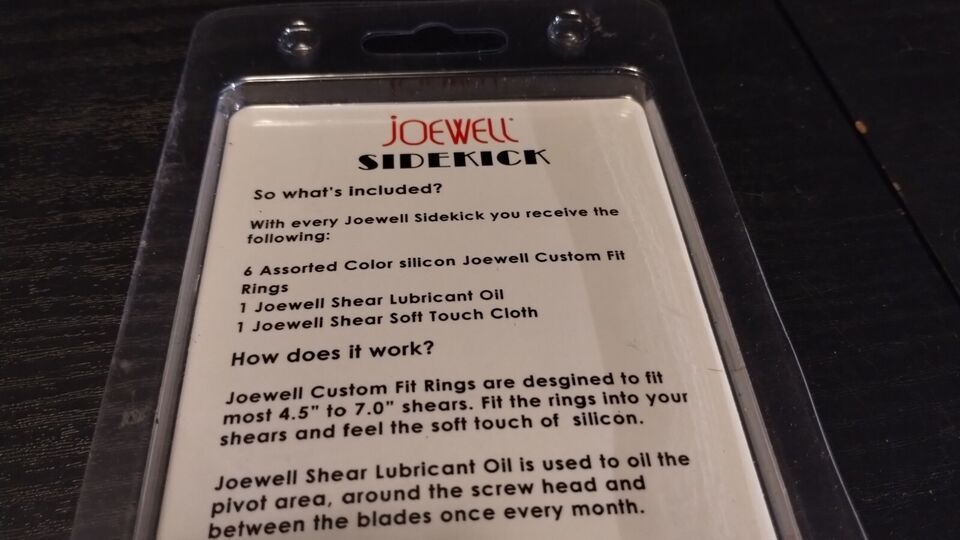 JOEWELL
SIDEKICK
So what's included?
With every Joewell Sidekick you receive the
following:
6 Assorted Color silicon Joewell Custom Fit
Rings
1 Joewell Shear Lubricant Oil
1 Joewell Shear Soft Touch Cloth
How does it work?
Joewell Custom Fit Rings are desgined to fit
most 4.5" to 7.0" shears. Fit the rings into your
shears and feel the soft touch of silicon.
Joewell Shear Lubricant Oil is used to oil the
pivot area, around the screw head and
between the blades once every month.